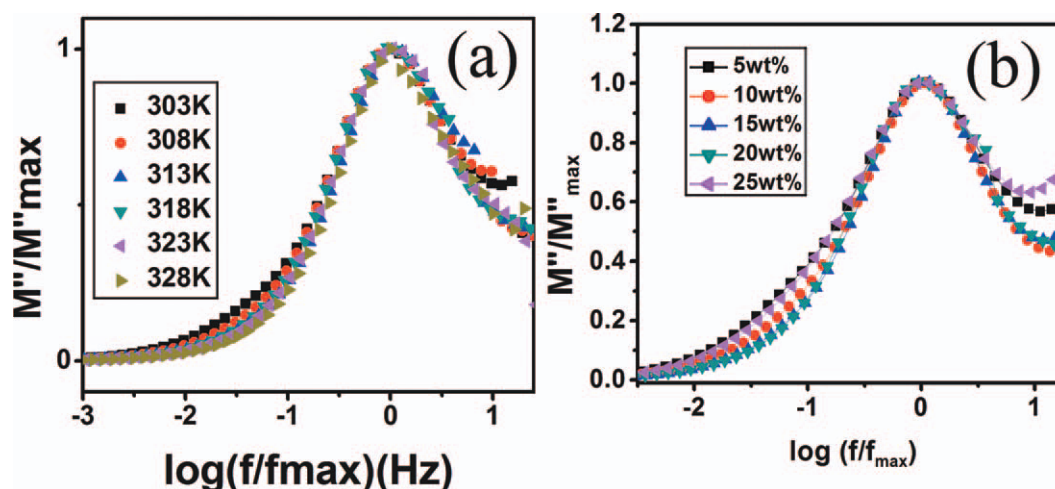 (a)
M"/M"max
1
0
303K
308K
313K
318K
323K
328K
-3 -2 -1 0 1
log(f/fmax)(Hz)
(b)
M"/M"max
1.2
1.0
0.8
0.6
0.4
0.2
0.0
5wt%
10wt%
15wt%
20wt%
25wt%
-2 -1 0 1
log (f/fmax)